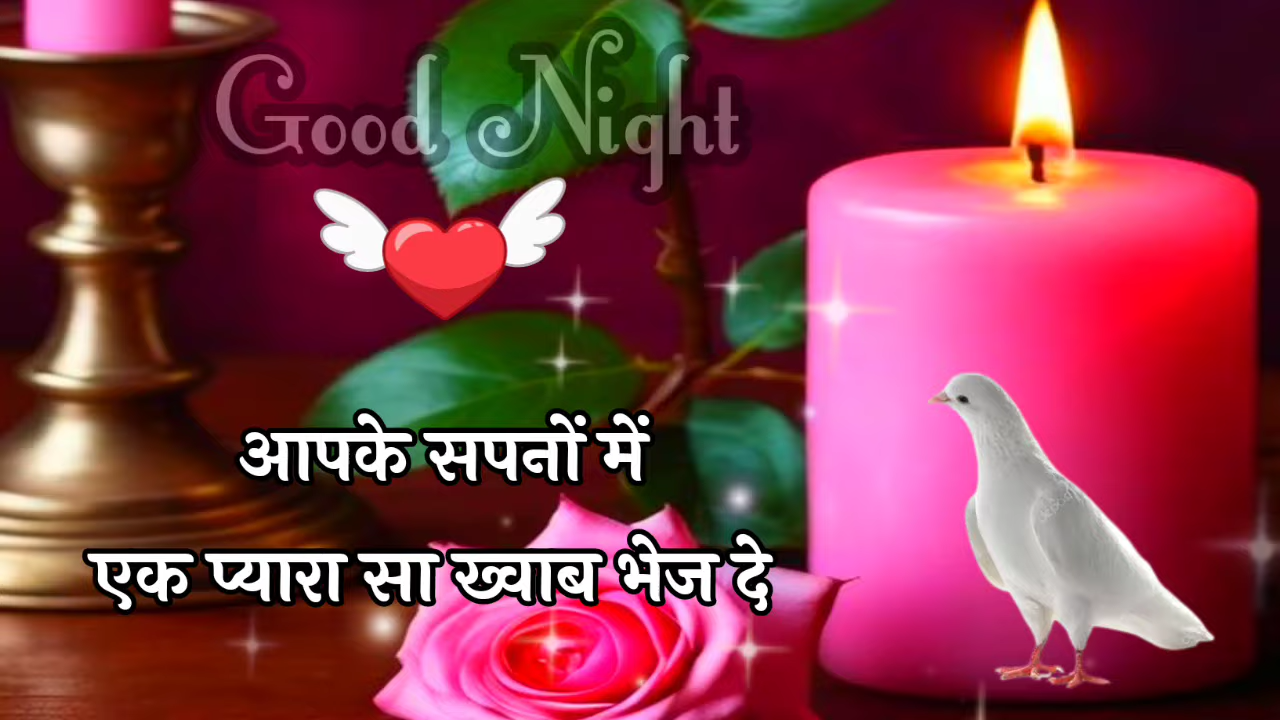 Good Night
आपके सपनों में
एक प्यारा सा ख्वाब भेज दे